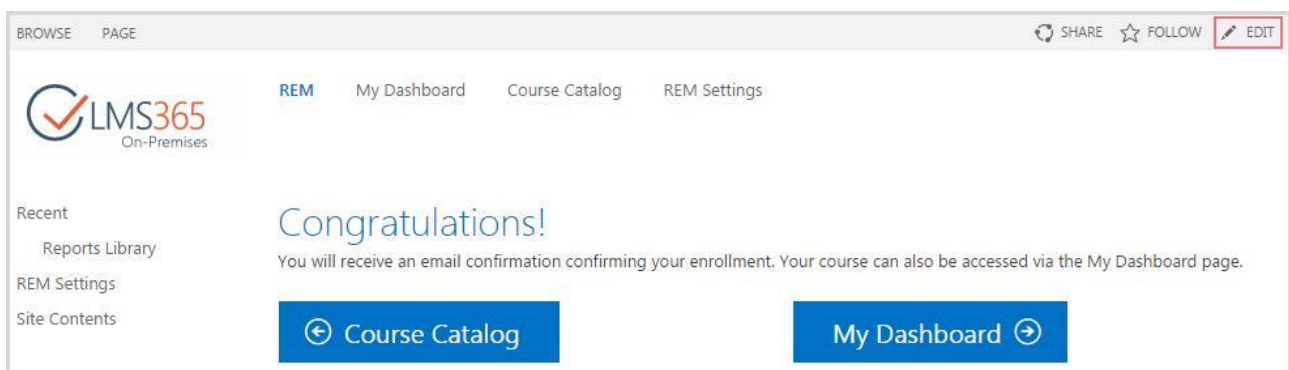 BROWSE PAGE SHARE FOLLOW EDIT
LMS365
On-Premises
REM My Dashboard Course Catalog REM Settings
Recent
Reports Library
REM Settings
Site Contents
Congratulations!
You will receive an email confirmation confirming your enrollment. Your course can also be accessed via the My Dashboard page.
Course Catalog My Dashboard